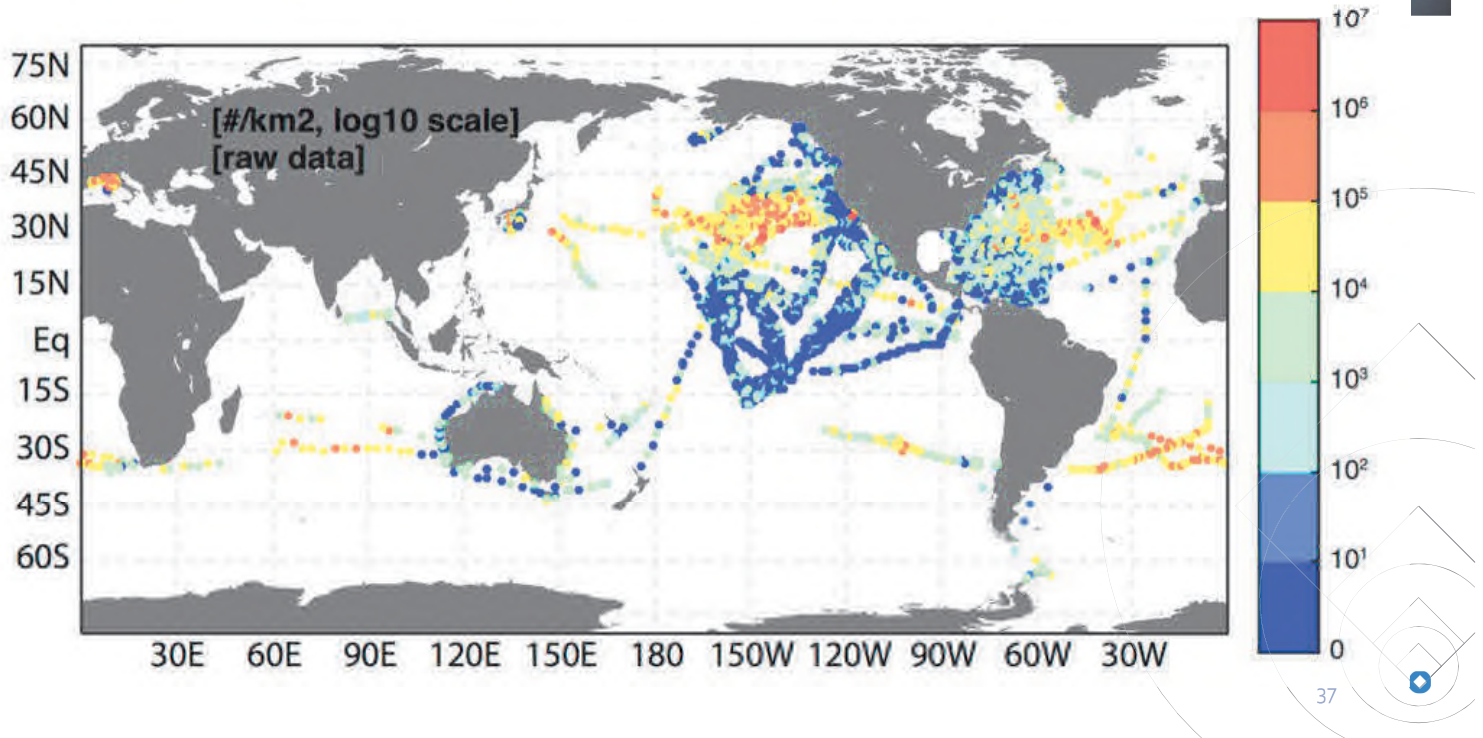 [#/km2, log10 scale]
[raw data]
75N
60N
45N
30N
15N
Eq
15S
30S
45S
60S
30E 60E 90E 120E 150E 180 150W 120W 90W 60W 30W
10⁷
10⁶
10⁵
10⁴
10³
10²
10¹
0
37